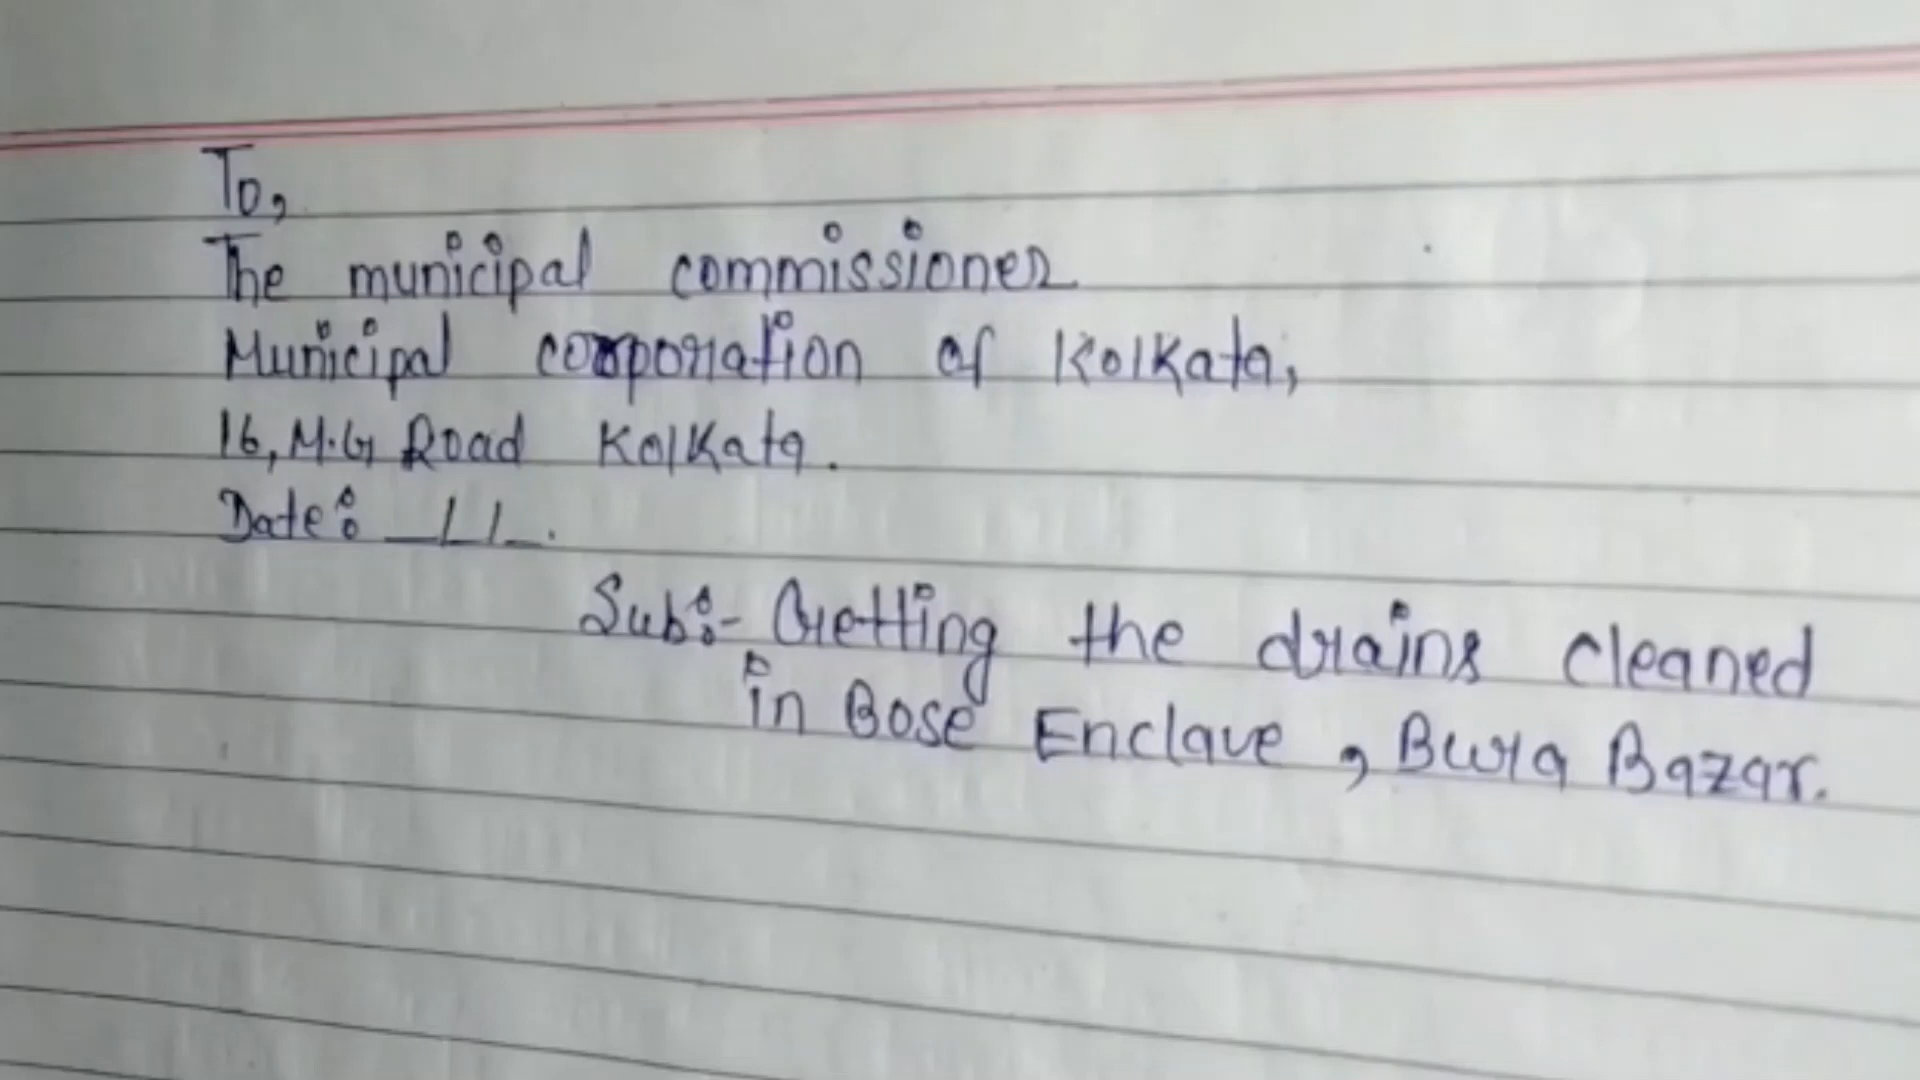 To,
The municipal commissioner
Municipal corporation of Kolkata,
16, M.G Road Kolkata.
Date: _/ /_.
Sub:- Getting the drains cleaned
in Bose Enclave, Bura Bazar.